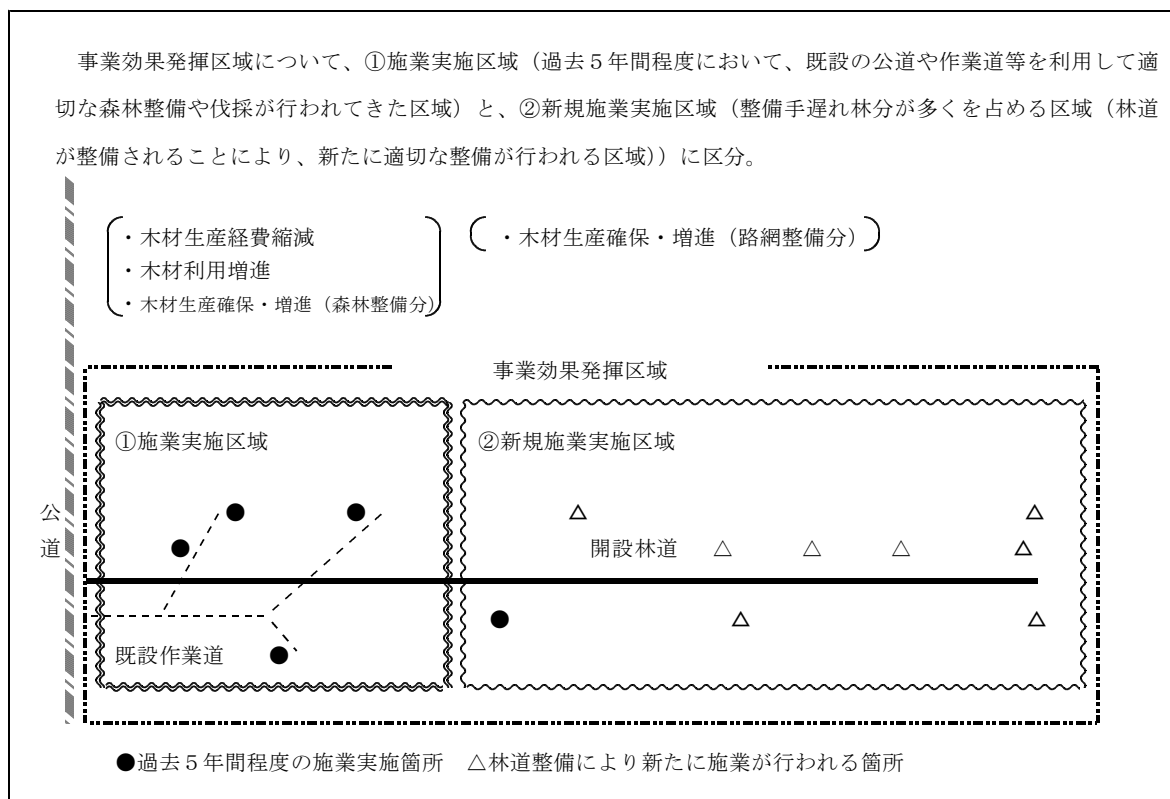 事業効果発揮区域について、①施業実施区域（過去５年間程度において、既設の公道や作業道等を利用して適
切な森林整備や伐採が行われてきた区域）と、②新規施業実施区域（整備手遅れ林分が多くを占める区域（林道
が整備されることにより、新たに適切な整備が行われる区域））に区分。
・木材生産経費縮減
・木材利用増進
・木材生産確保・増進（森林整備分）
・木材生産確保・増進（路網整備分）
事業効果発揮区域
①施業実施区域
②新規施業実施区域
公道
開設林道
既設作業道
●過去５年間程度の施業実施箇所　△林道整備により新たに施業が行われる箇所